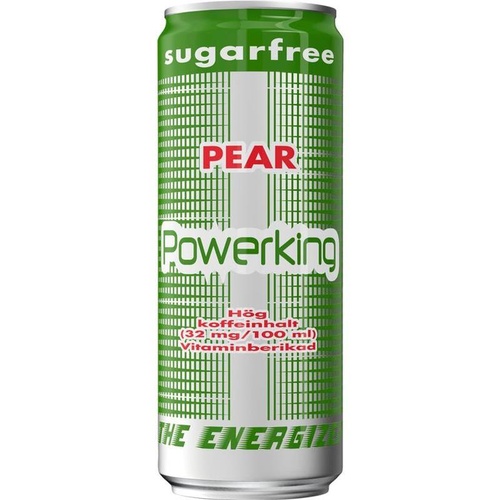 sugarfree
PEAR
Powerking
Hög
koffeinhalt
(32 mg/100 ml)
Vitaminberikad
THE ENERGIZE